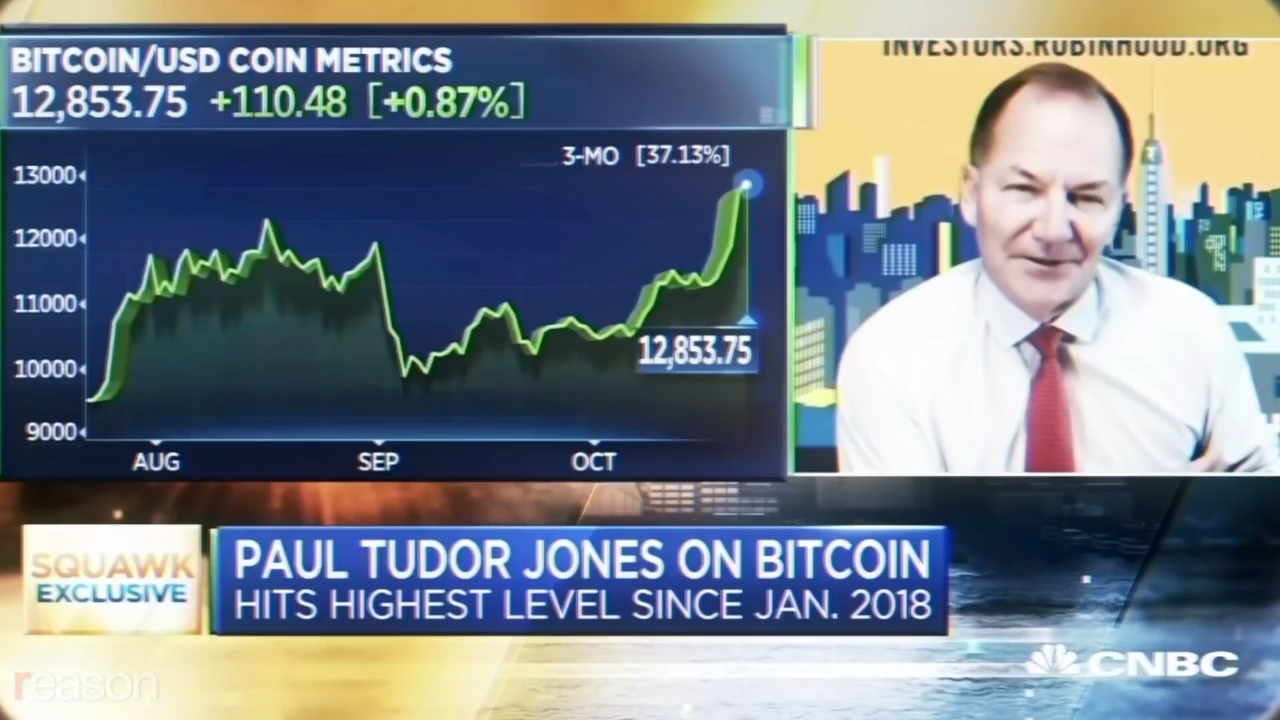 BITCOIN/USD COIN METRICS
12,853.75 +110.48 [+0.87%]
3-MO [37.13%]
13000
12000
11000
10000
9000
12,853.75
AUG SEP OCT
INVESTORS.ROBINHOOD.ORG
SQUAWK
EXCLUSIVE
PAUL TUDOR JONES ON BITCOIN
HITS HIGHEST LEVEL SINCE JAN. 2018
CNBC
reason